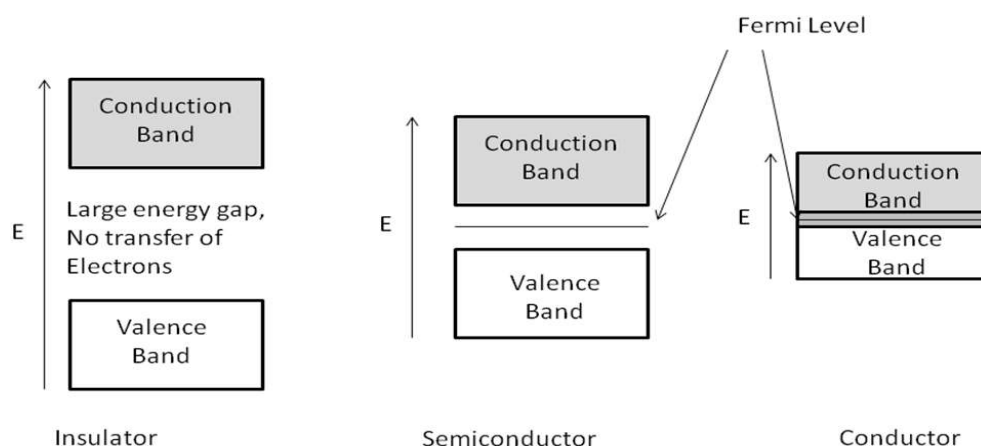 Fermi Level
Conduction
Band
E
Large energy gap,
No transfer of
Electrons
Valence
Band
Insulator
Conduction
Band
Valence
Band
Semiconductor
E
Conduction
Band
Valence
Band
Conductor